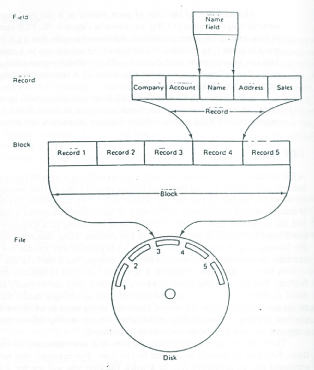 Field
Name
field
Record
Company Account Name Address Sales
Record
Block
Record 1 Record 2 Record 3 Record 4 Record 5
Block
File
1 2 3 4 5
Disk